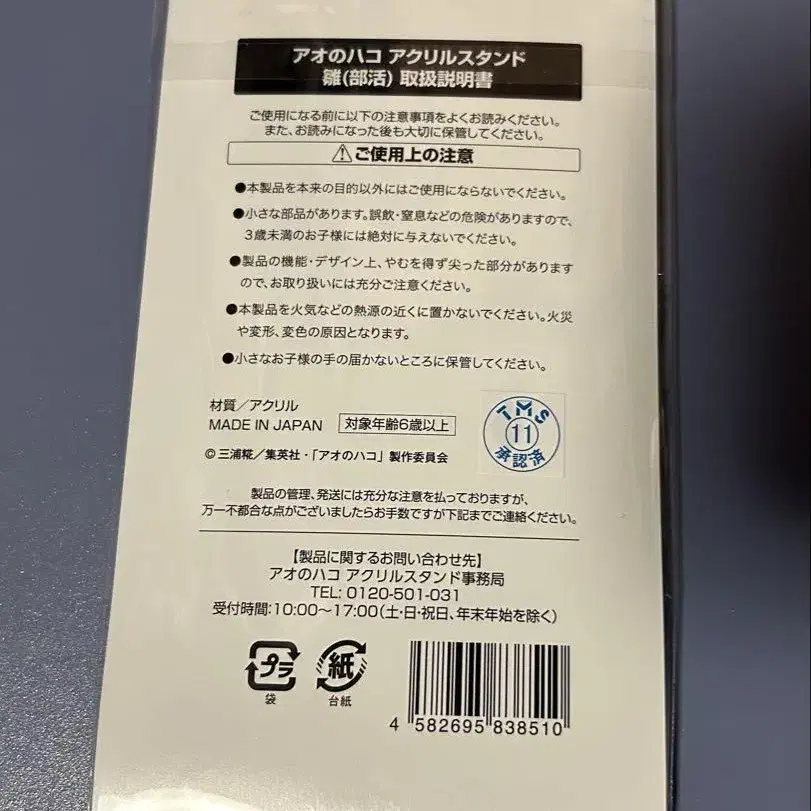 アオのハコ アクリルスタンド
雛(部活) 取扱説明書
ご使用になる前に以下の注意事項をよくお読みください。
また、お読みになった後も大切に保管してください。
⚠ご使用上の注意
●本製品を本来の目的以外にはご使用にならないでください。
●小さな部品があります。誤飲・窒息などの危険がありますので、
3歳未満のお子様には絶対に与えないでください。
●製品の機能・デザイン上、やむを得ず尖った部分があります
ので、お取り扱いには充分ご注意ください。
●本製品を火気などの熱源の近くに置かないでください。火災
や変形、変色の原因となります。
●小さなお子様の手の届かないところに保管してください。
材質/アクリル
MADE IN JAPAN 対象年齢6歳以上
©三浦糀/集英社・「アオのハコ」製作委員会
TMS
11
承認済
製品の管理、発送には充分な注意を払っておりますが、
万一不都合な点がございましたらお手数ですが下記までご連絡ください。
【製品に関するお問い合わせ先】
アオのハコ アクリルスタンド事務局
TEL: 0120-501-031
受付時間:10:00〜17:00(土・日・祝日、年末年始を除く)
プラ
袋
紙
台紙
4 582695 838510